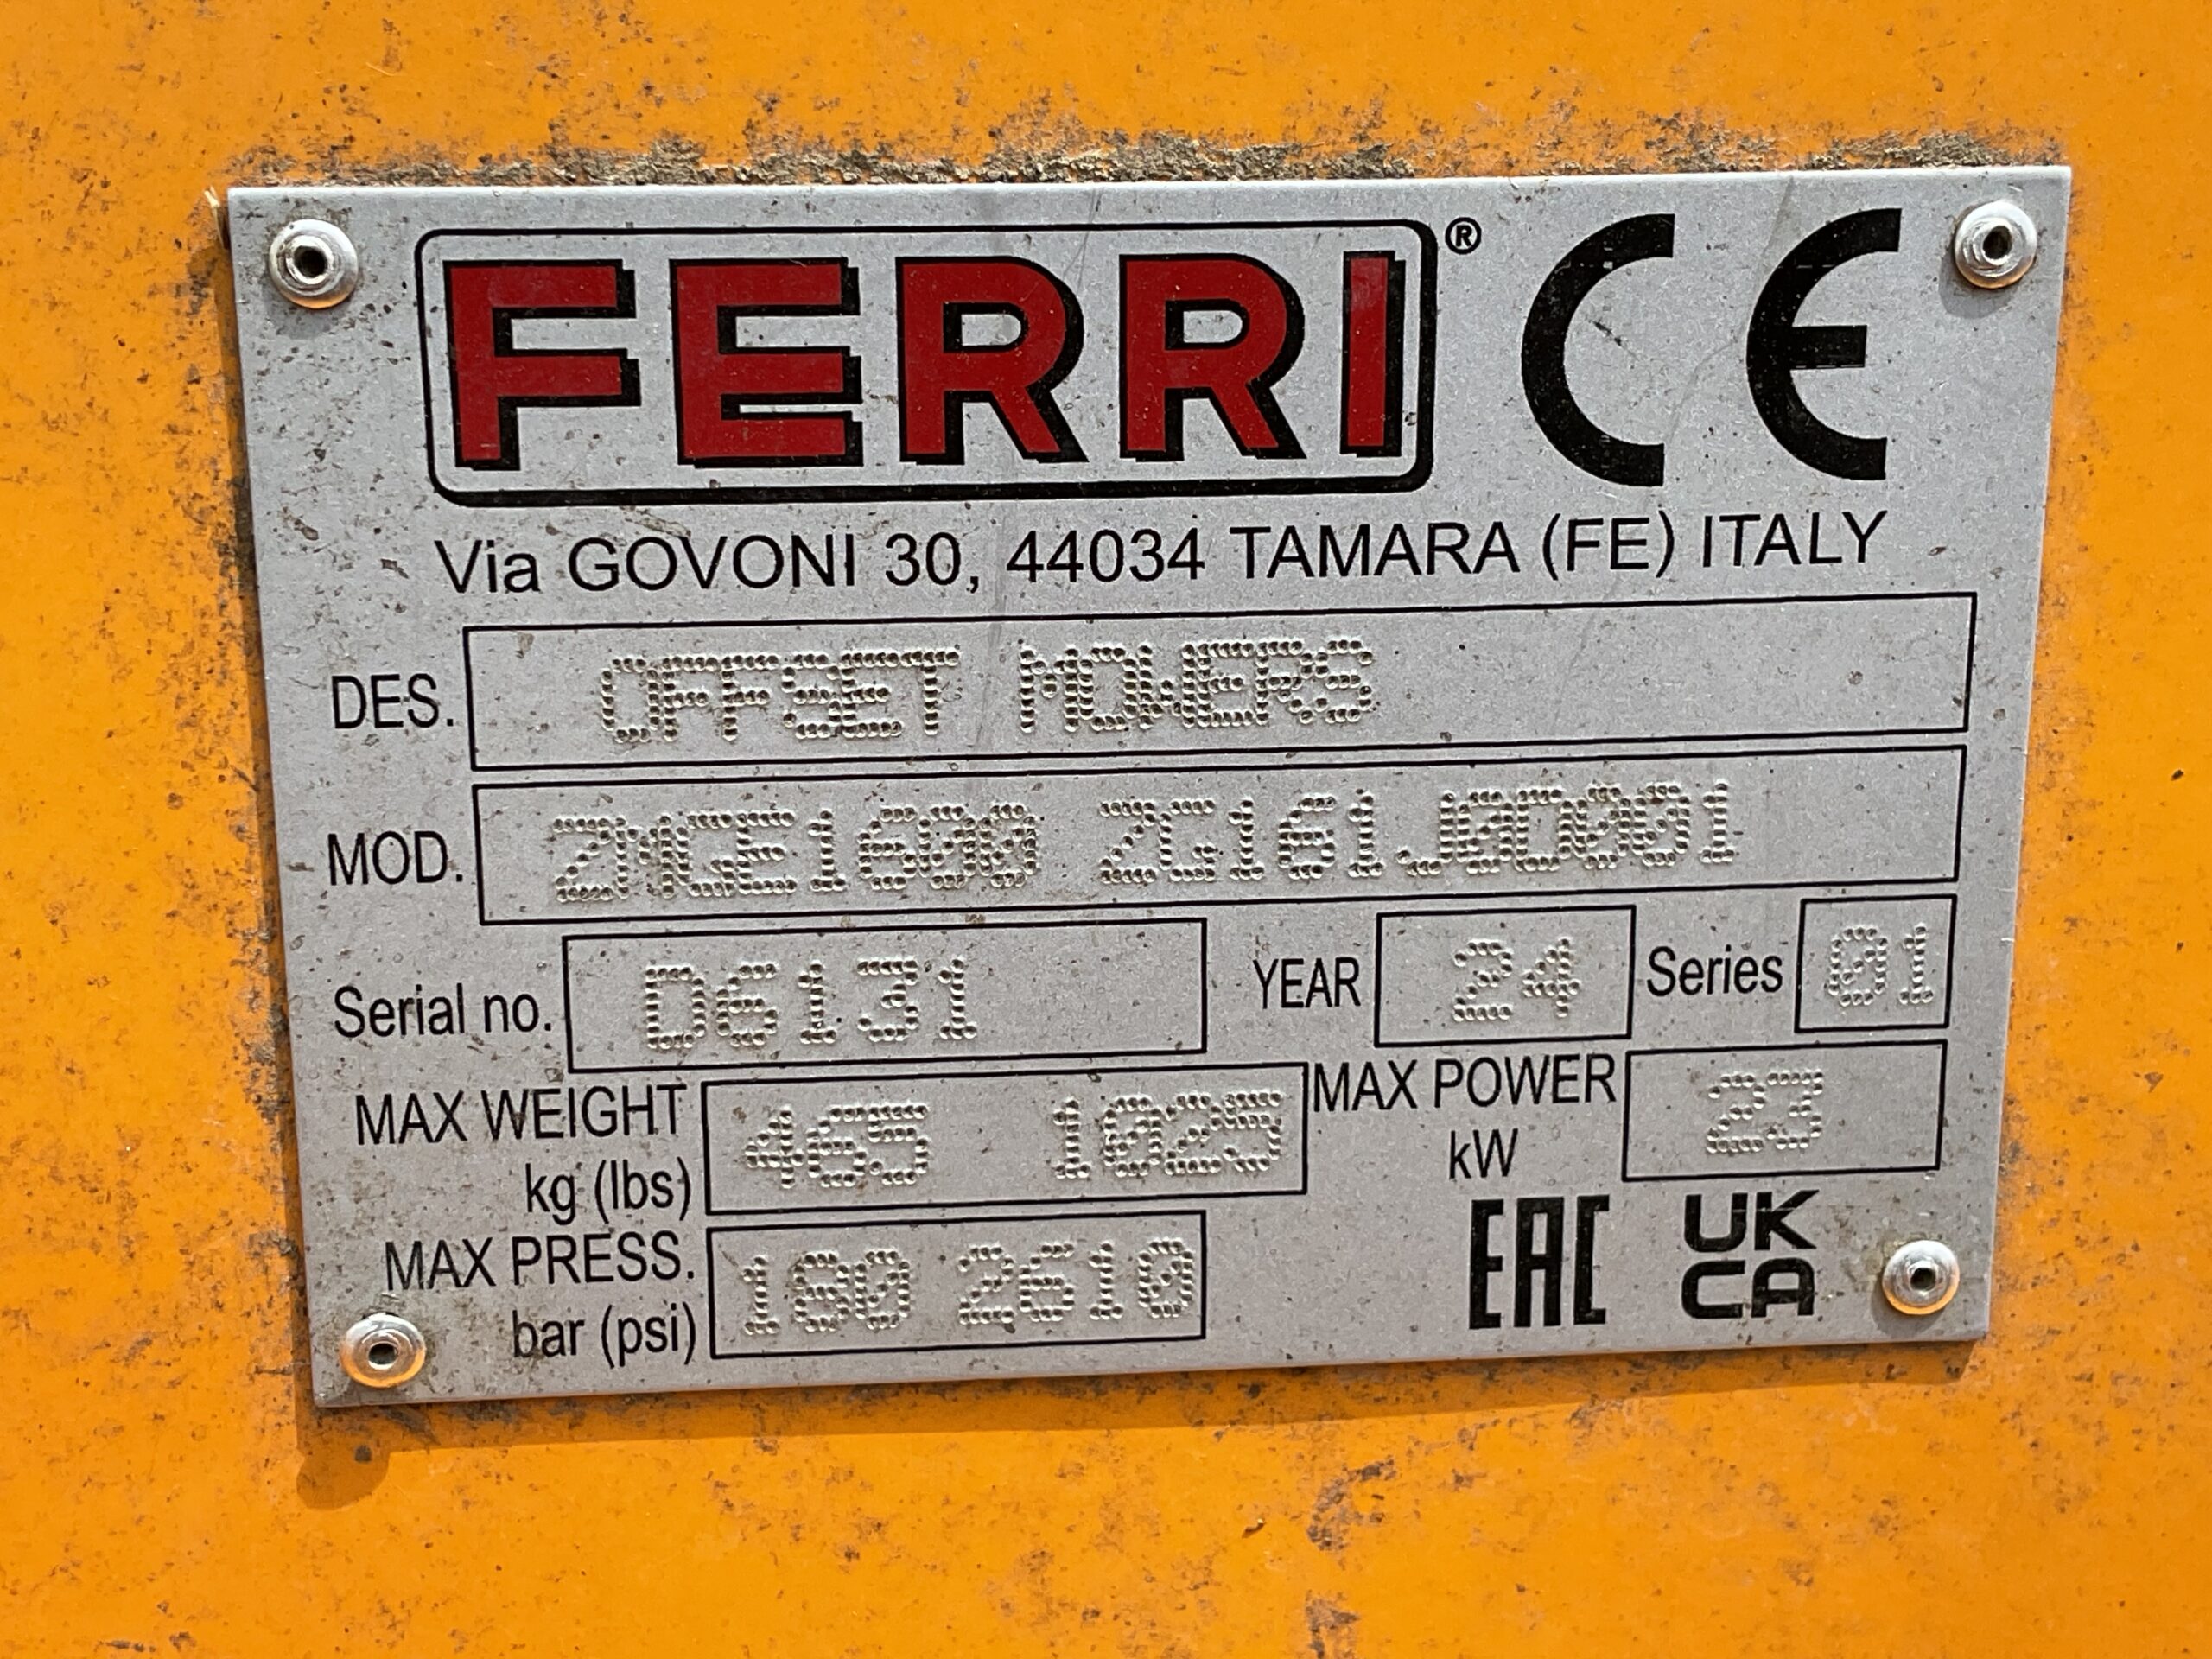 FERRI® CE
Via GOVONI 30, 44034 TAMARA (FE) ITALY
DES. OFFSET MOWERS
MOD. ZMGE1600 ZG161J0D001
Serial no. D6131 YEAR 24 Series 01
MAX WEIGHT kg (lbs) 465 1025 MAX POWER kW 23
MAX PRESS. bar (psi) 180 2610
EAC UK CA